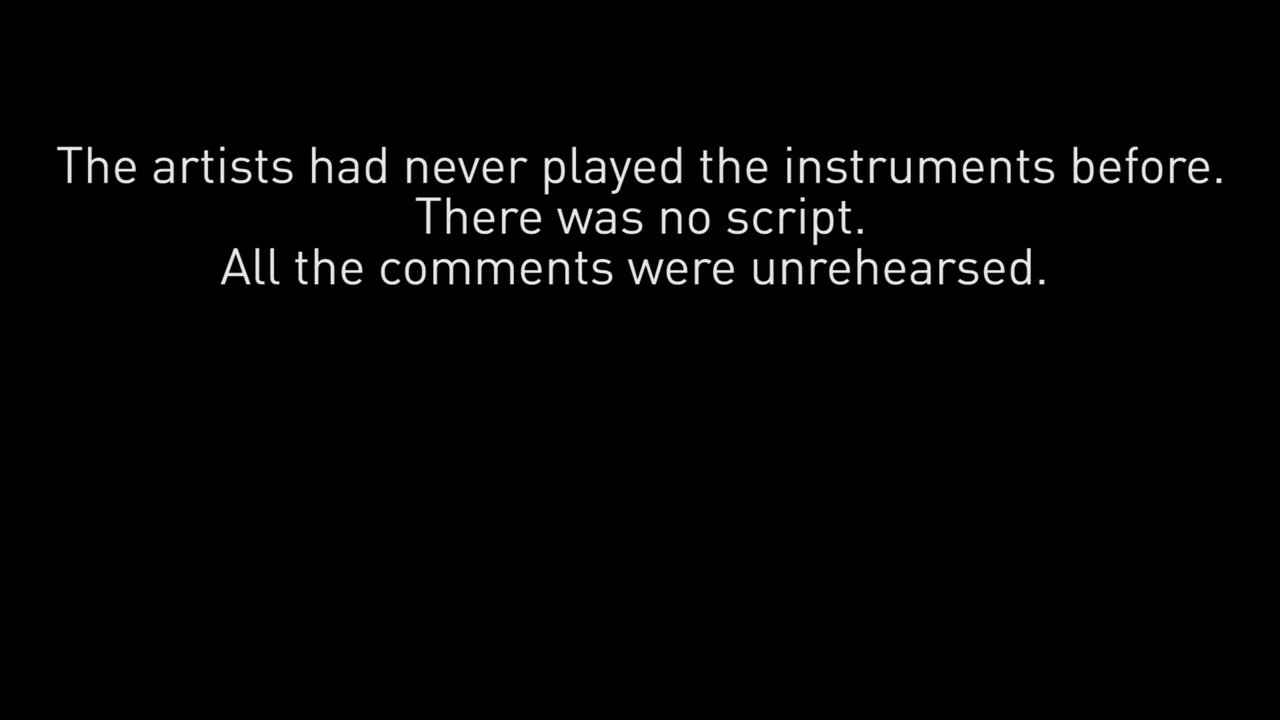 The artists had never played the instruments before.
There was no script.
All the comments were unrehearsed.